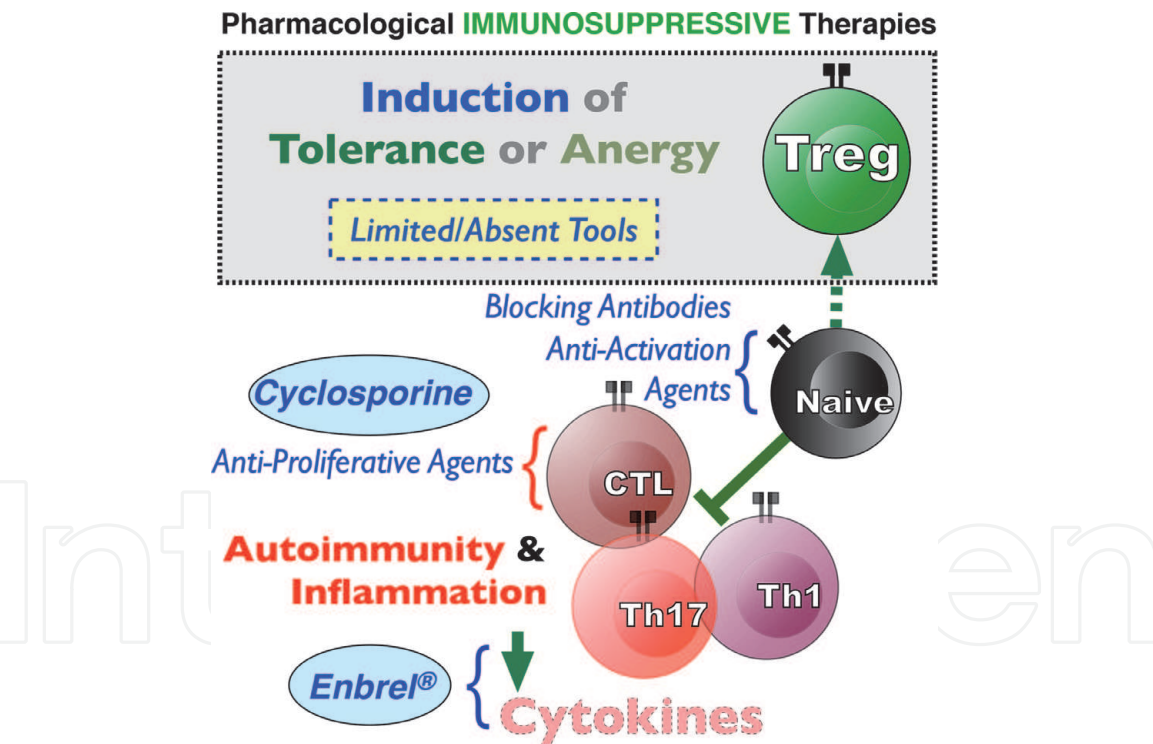 Pharmacological IMMUNOSUPPRESSIVE Therapies
Induction of
Tolerance or Anergy
Treg
Limited/Absent Tools
Blocking Antibodies
Anti-Activation
Agents
Naive
Cyclosporine
Anti-Proliferative Agents
CTL
Autoimmunity &
Inflammation
Th17
Th1
Enbrel®
Cytokines